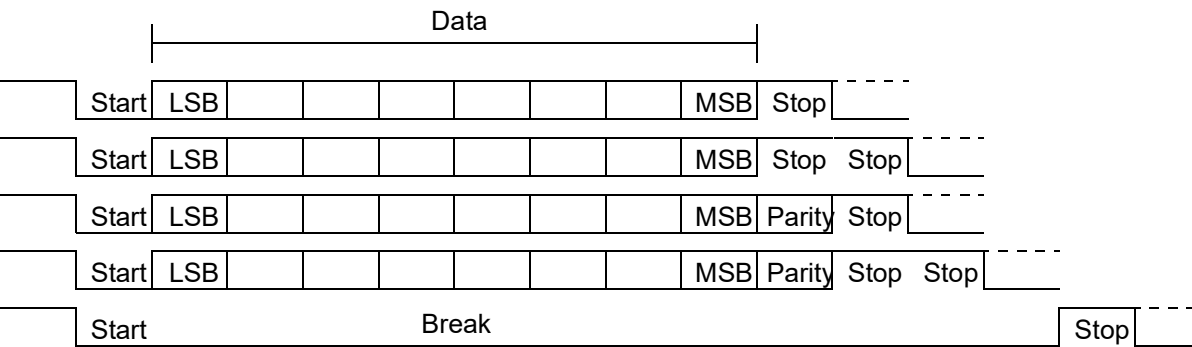 Data
Start LSB MSB Stop
Start LSB MSB Stop Stop
Start LSB MSB Parity Stop
Start LSB MSB Parity Stop Stop
Start Break Stop